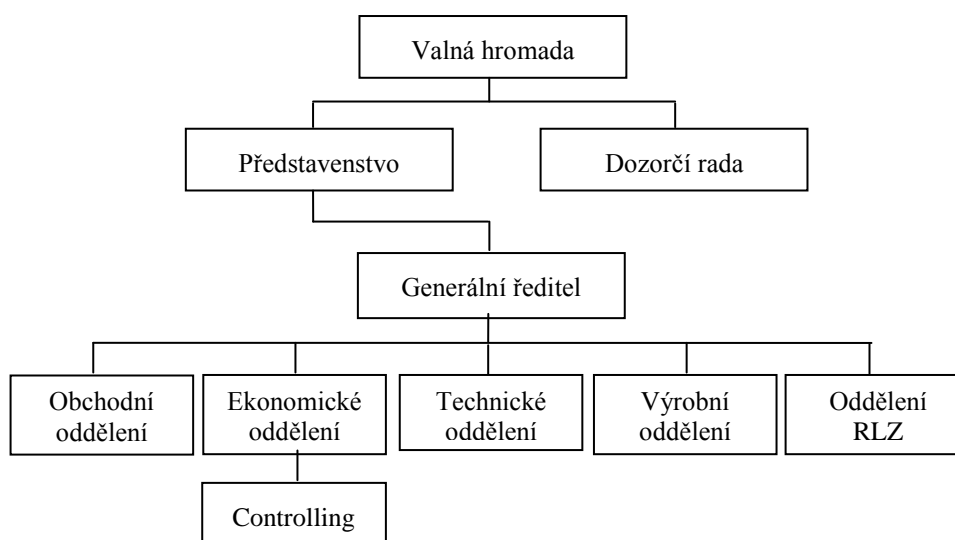 Valná hromada
Představenstvo
Dozorčí rada
Generální ředitel
Obchodní
oddělení
Ekonomické
oddělení
Technické
oddělení
Výrobní
oddělení
Oddělení
RLZ
Controlling